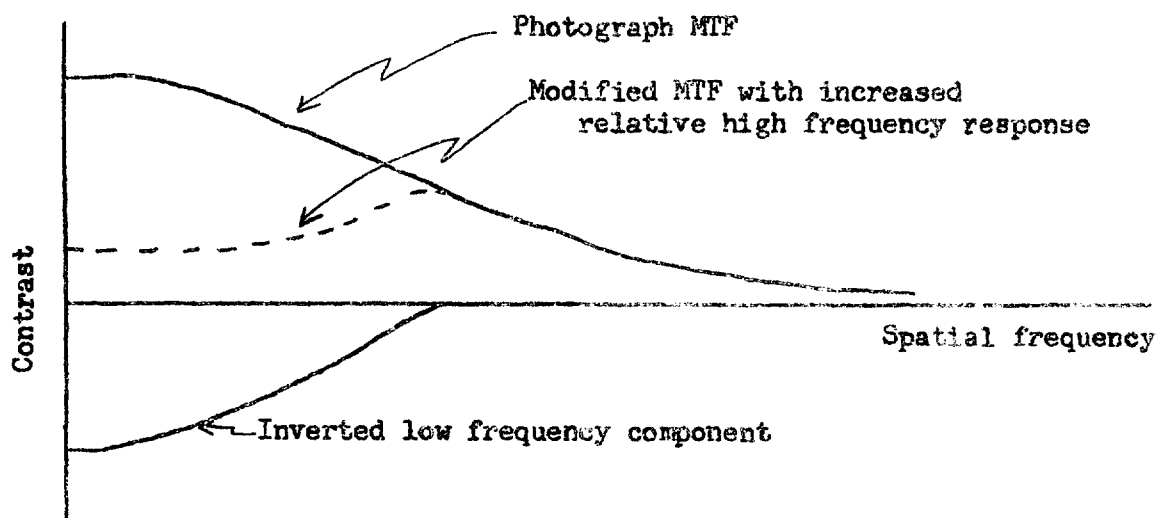 Photograph MTF
Modified MTF with increased
relative high frequency response
Contrast
Spatial frequency
Inverted low frequency component